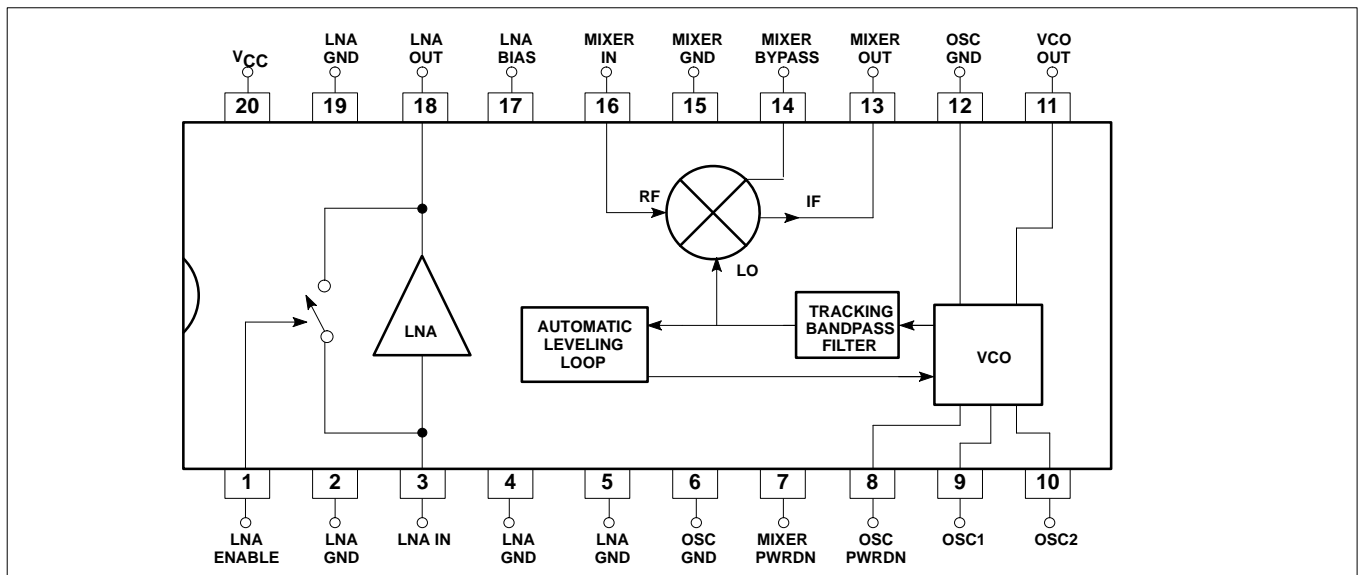 VCC
LNA
GND
LNA
OUT
LNA
BIAS
MIXER
IN
MIXER
GND
MIXER
BYPASS
MIXER
OUT
OSC
GND
VCO
OUT
20
19
18
17
16
15
14
13
12
11
RF
IF
LO
LNA
AUTOMATIC
LEVELING
LOOP
TRACKING
BANDPASS
FILTER
VCO
1
2
3
4
5
6
7
8
9
10
LNA
ENABLE
LNA
GND
LNA IN
LNA
GND
LNA
GND
OSC
GND
MIXER
PWRDN
OSC
PWRDN
OSC1
OSC2